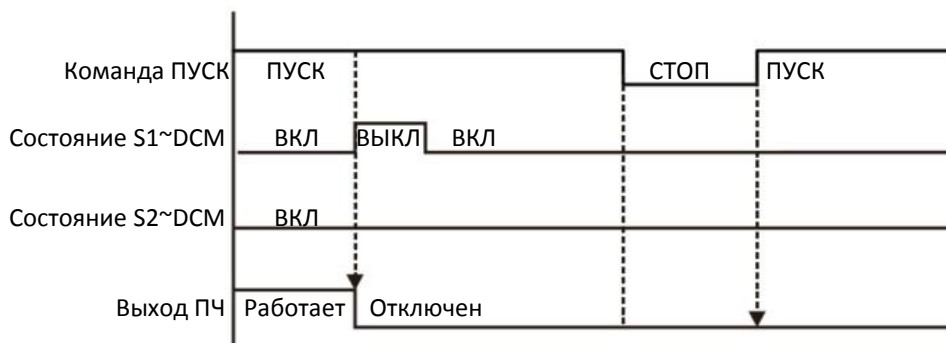 Команда ПУСК ПУСК СТОП ПУСК
Состояние S1~DCM ВКЛ ВЫКЛ ВКЛ
Состояние S2~DCM ВКЛ
Выход ПЧ Работает Отключен